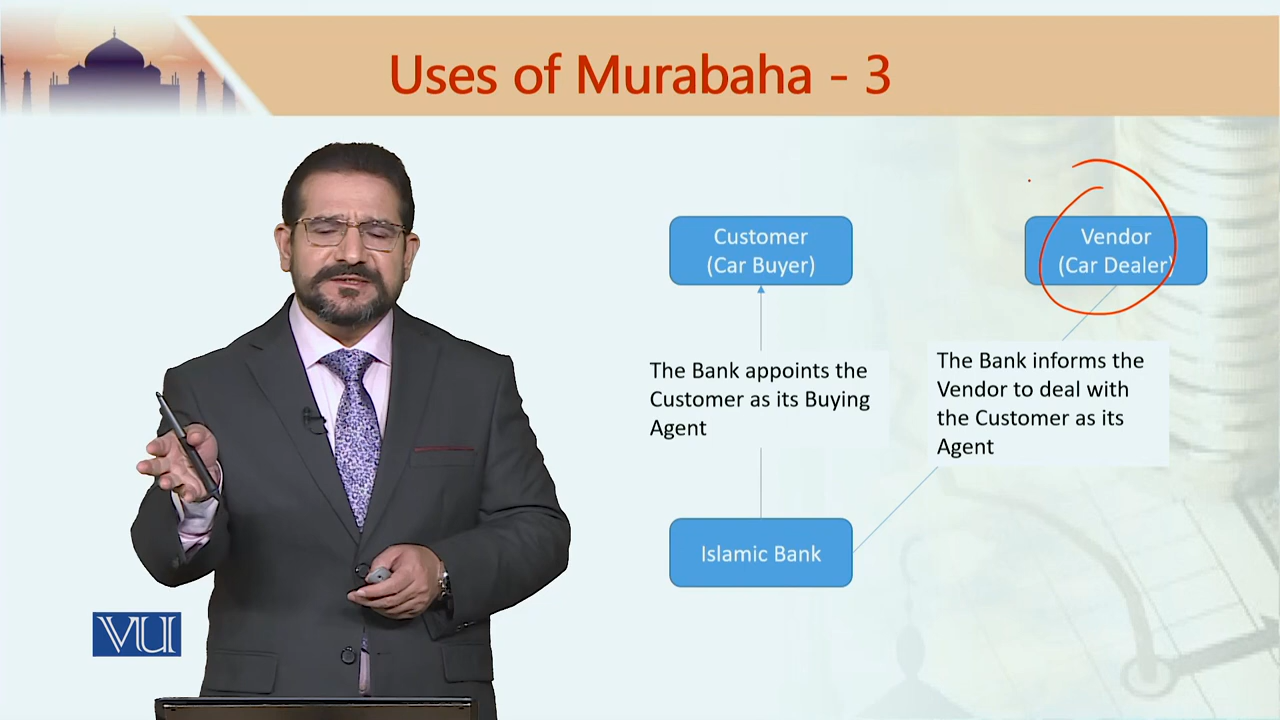 Uses of Murabaha - 3
Customer
(Car Buyer)
Vendor
(Car Dealer)
The Bank appoints the
Customer as its Buying
Agent
The Bank informs the
Vendor to deal with
the Customer as its
Agent
Islamic Bank
VU